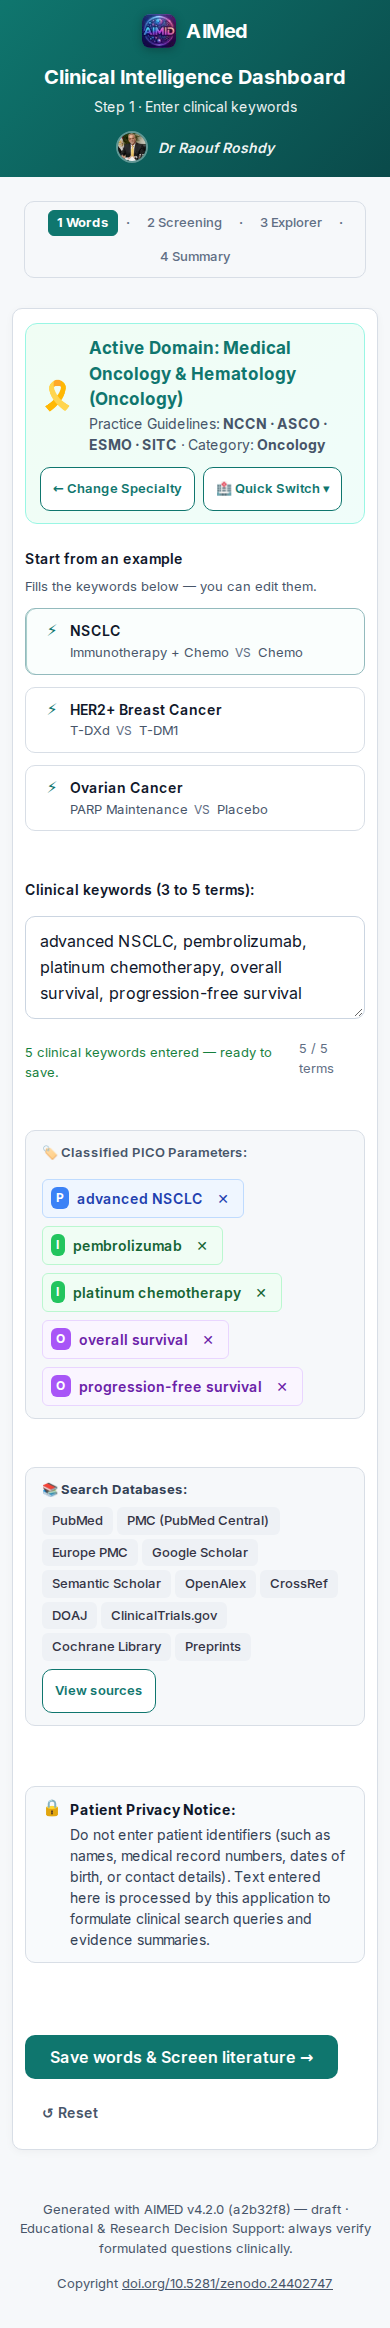 AIMED
AIMed
Clinical Intelligence Dashboard
Step 1 · Enter clinical keywords
Dr Raouf Roshdy
1 Words · 2 Screening · 3 Explorer ·
4 Summary
Active Domain: Medical
Oncology & Hematology
(Oncology)
Practice Guidelines: NCCN · ASCO ·
ESMO · SITC · Category: Oncology
← Change Specialty
🏥 Quick Switch ▾
Start from an example
Fills the keywords below — you can edit them.
⚡ NSCLC
Immunotherapy + Chemo VS Chemo
⚡ HER2+ Breast Cancer
T-DXd VS T-DM1
⚡ Ovarian Cancer
PARP Maintenance VS Placebo
Clinical keywords (3 to 5 terms):
advanced NSCLC, pembrolizumab,
platinum chemotherapy, overall
survival, progression-free survival
5 clinical keywords entered — ready to
save.
5 / 5
terms
🏷️ Classified PICO Parameters:
P advanced NSCLC ✕
I pembrolizumab ✕
I platinum chemotherapy ✕
O overall survival ✕
O progression-free survival ✕
📚 Search Databases:
PubMed PMC (PubMed Central)
Europe PMC Google Scholar
Semantic Scholar OpenAlex CrossRef
DOAJ ClinicalTrials.gov
Cochrane Library Preprints
View sources
🔒 Patient Privacy Notice:
Do not enter patient identifiers (such as
names, medical record numbers, dates of
birth, or contact details). Text entered
here is processed by this application to
formulate clinical search queries and
evidence summaries.
Save words & Screen literature →
↺ Reset
Generated with AIMED v4.2.0 (a2b32f8) — draft ·
Educational & Research Decision Support: always verify
formulated questions clinically.
Copyright doi.org/10.5281/zenodo.24402747